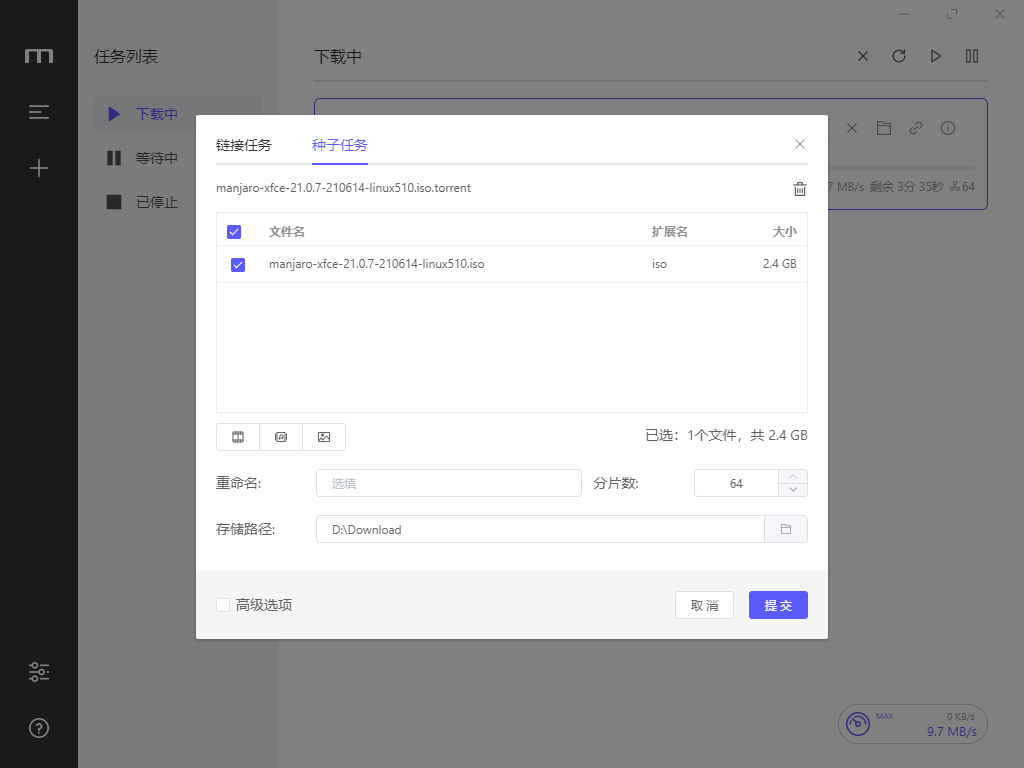 任务列表
下载中
等待中
已停止
下载中
7 MB/s 剩余 3分 35秒 64
链接任务 种子任务
manjaro-xfce-21.0.7-210614-linux510.iso.torrent
文件名 扩展名 大小
manjaro-xfce-21.0.7-210614-linux510.iso iso 2.4 GB
已选：1个文件，共 2.4 GB
重命名: 选填 分片数: 64
存储路径: D:\Download
高级选项 取消 提交
MAX 0 KB/s
9.7 MB/s